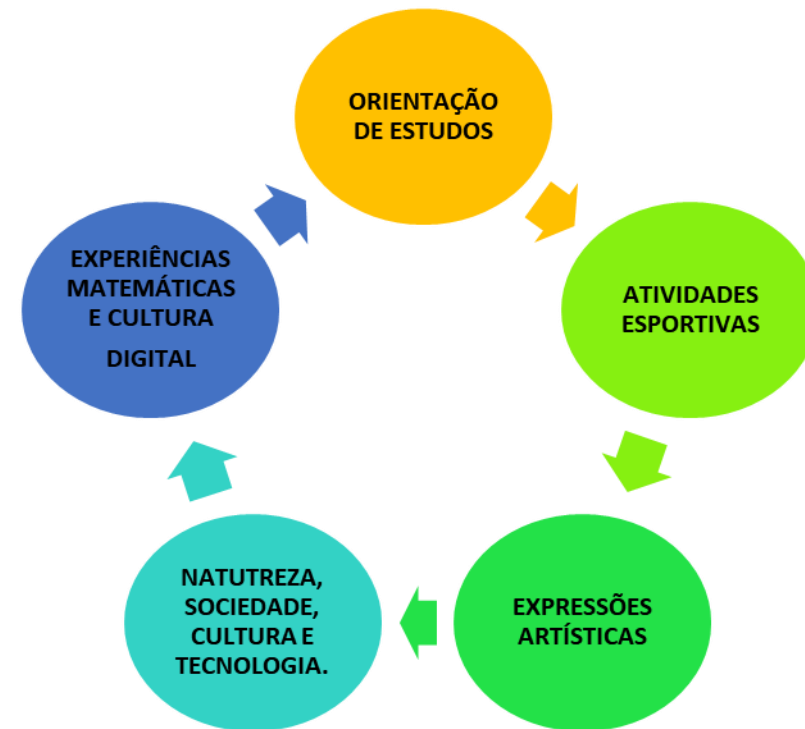 ORIENTAÇÃO
DE ESTUDOS
ATIVIDADES
ESPORTIVAS
EXPRESSÕES
ARTÍSTICAS
NATUTREZA,
SOCIEDADE,
CULTURA E
TECNOLOGIA.
EXPERIÊNCIAS
MATEMÁTICAS
E CULTURA
DIGITAL